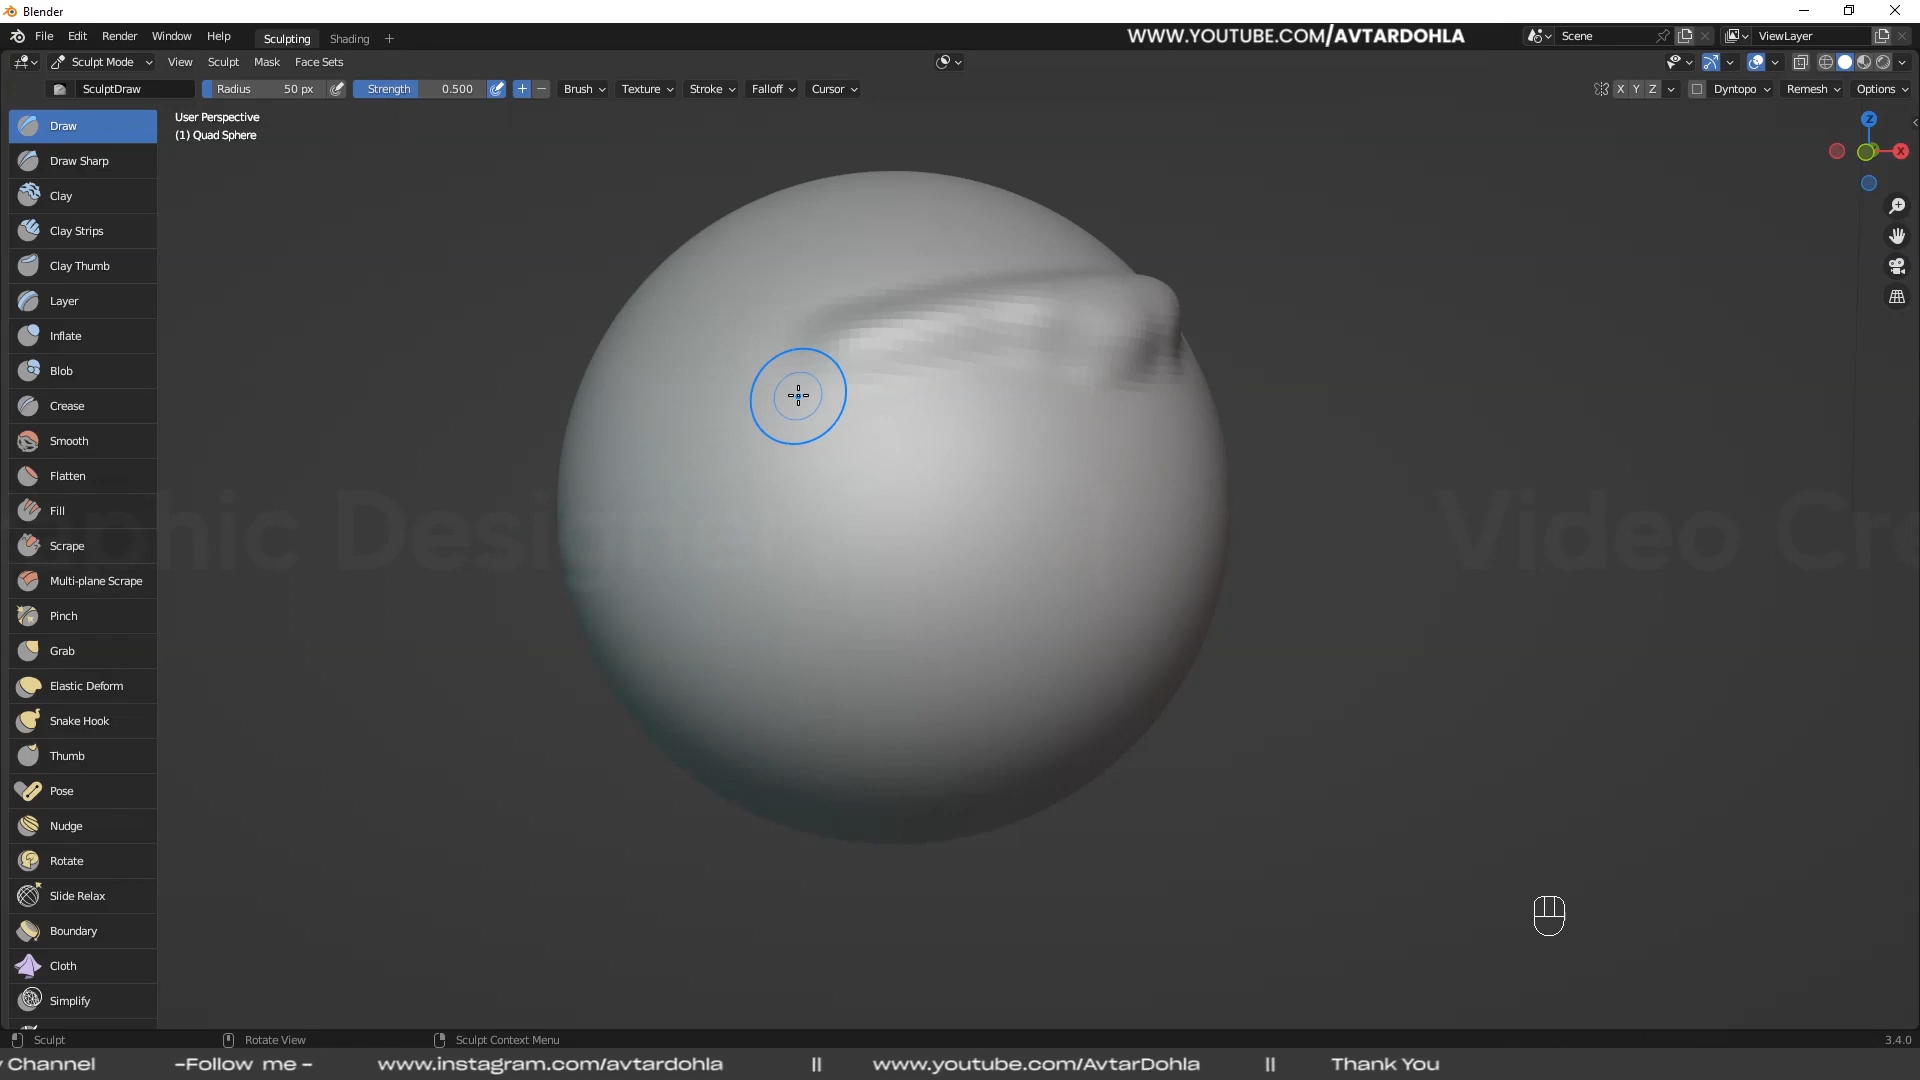 Blender
File Edit Render Window Help Sculpting Shading + WWW.YOUTUBE.COM/AVTARDOHLA Scene ViewLayer
Sculpt Mode View Sculpt Mask Face Sets
SculptDraw Radius 50 px Strength 0.500 Brush Texture Stroke Falloff Cursor X Y Z Dyntopo Remesh Options
User Perspective
(1) Quad Sphere
Z
X
Draw
Draw Sharp
Clay
Clay Strips
Clay Thumb
Layer
Inflate
Blob
Crease
Smooth
Flatten
Fill
Scrape
Multi-plane Scrape
Pinch
Grab
Elastic Deform
Snake Hook
Thumb
Pose
Nudge
Rotate
Slide Relax
Boundary
Cloth
Simplify
Video
Sculpt Rotate View Sculpt Context Menu 3.4.0
Channel -Follow me - www.instagram.com/avtardohla || www.youtube.com/AvtarDohla || Thank You